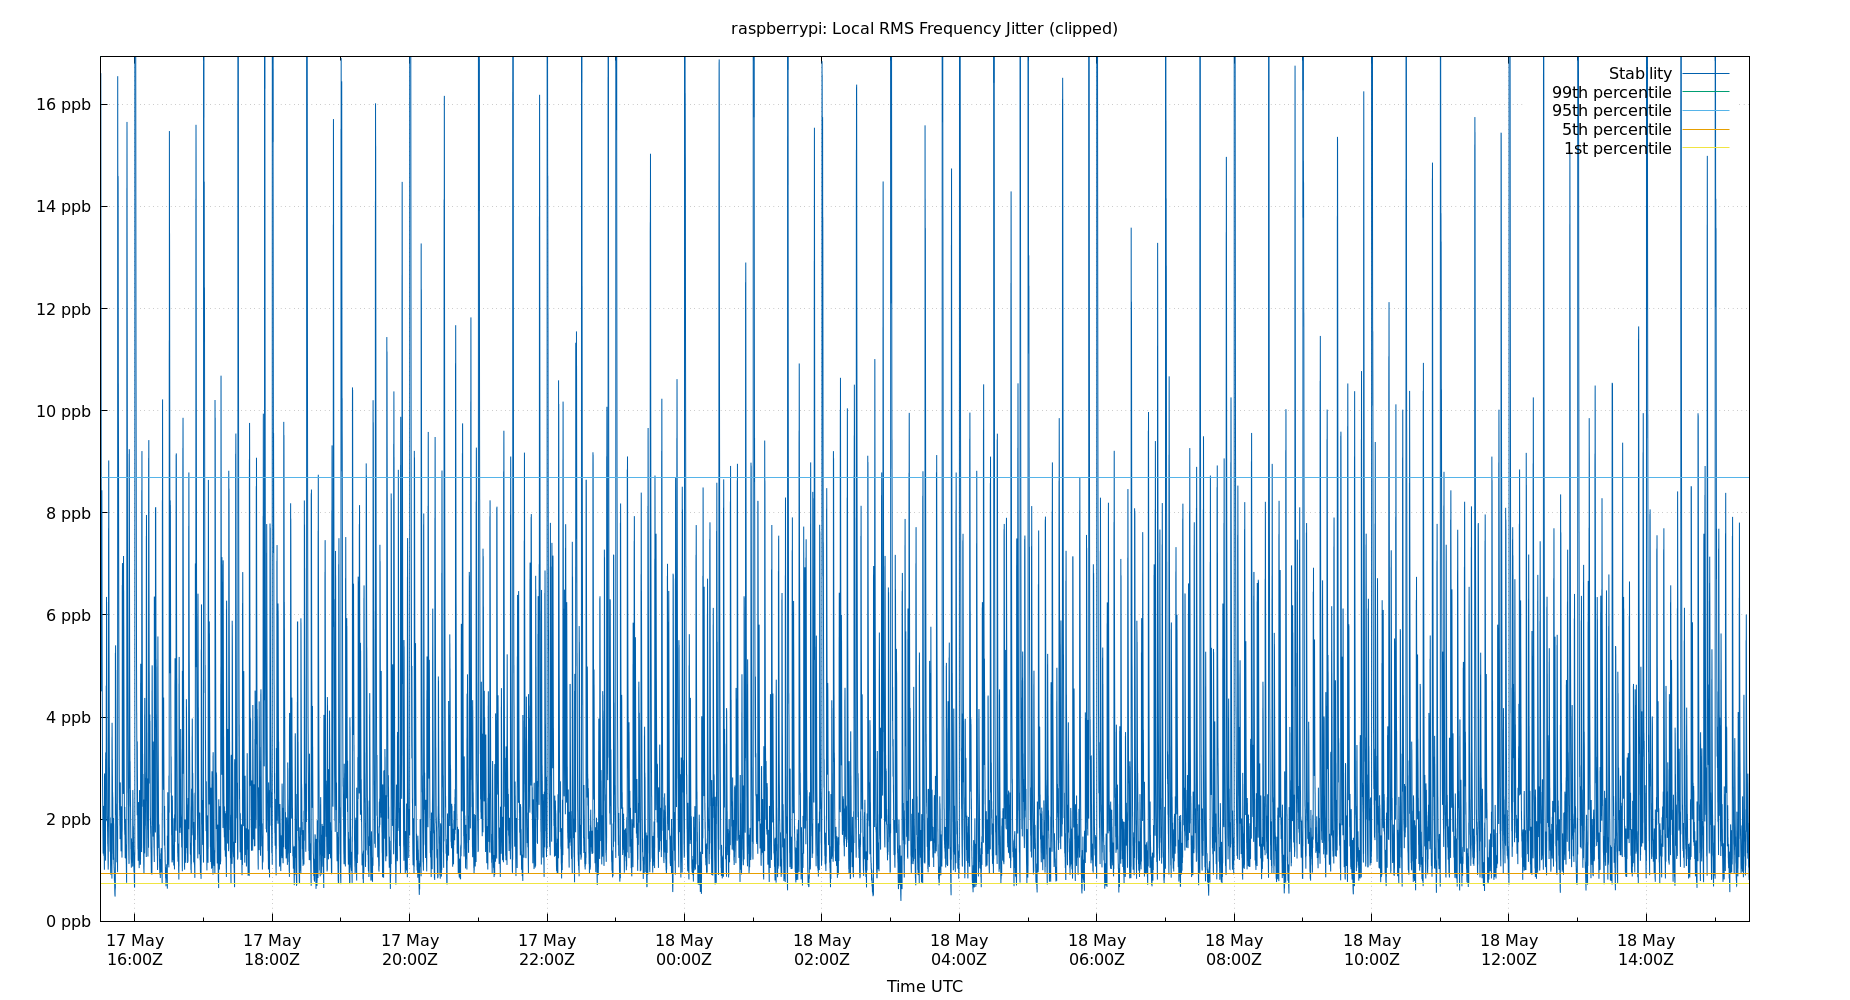 raspberrypi: Local RMS Frequency Jitter (clipped)
Stability
99th percentile
95th percentile
5th percentile
1st percentile
16 ppb
14 ppb
12 ppb
10 ppb
8 ppb
6 ppb
4 ppb
2 ppb
0 ppb
17 May 17 May 17 May 17 May 18 May 18 May 18 May 18 May 18 May 18 May 18 May 18 May
16:00Z 18:00Z 20:00Z 22:00Z 00:00Z 02:00Z 04:00Z 06:00Z 08:00Z 10:00Z 12:00Z 14:00Z
Time UTC